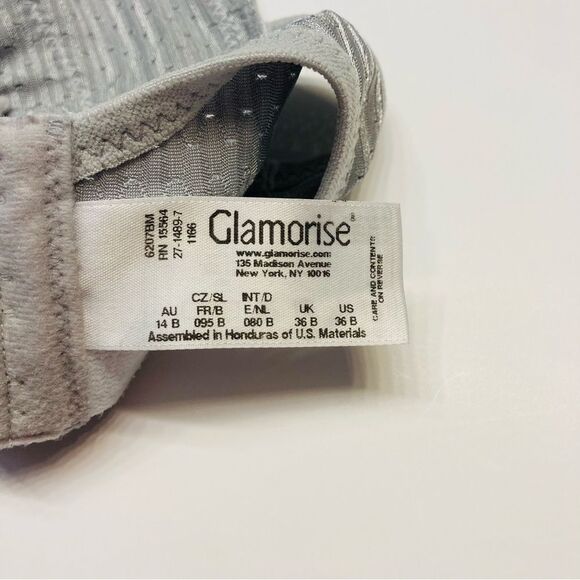 6207BM
RN 15564
27-1489-7
1166
Glamorise®
www.glamorise.com
135 Madison Avenue
New York, NY 10016
CARE AND CONTENT
ON REVERSE
CZ/SL INT/D
AU FR/B E/NL UK US
14 B 095 B 080 B 36 B 36 B
Assembled in Honduras of U.S. Materials